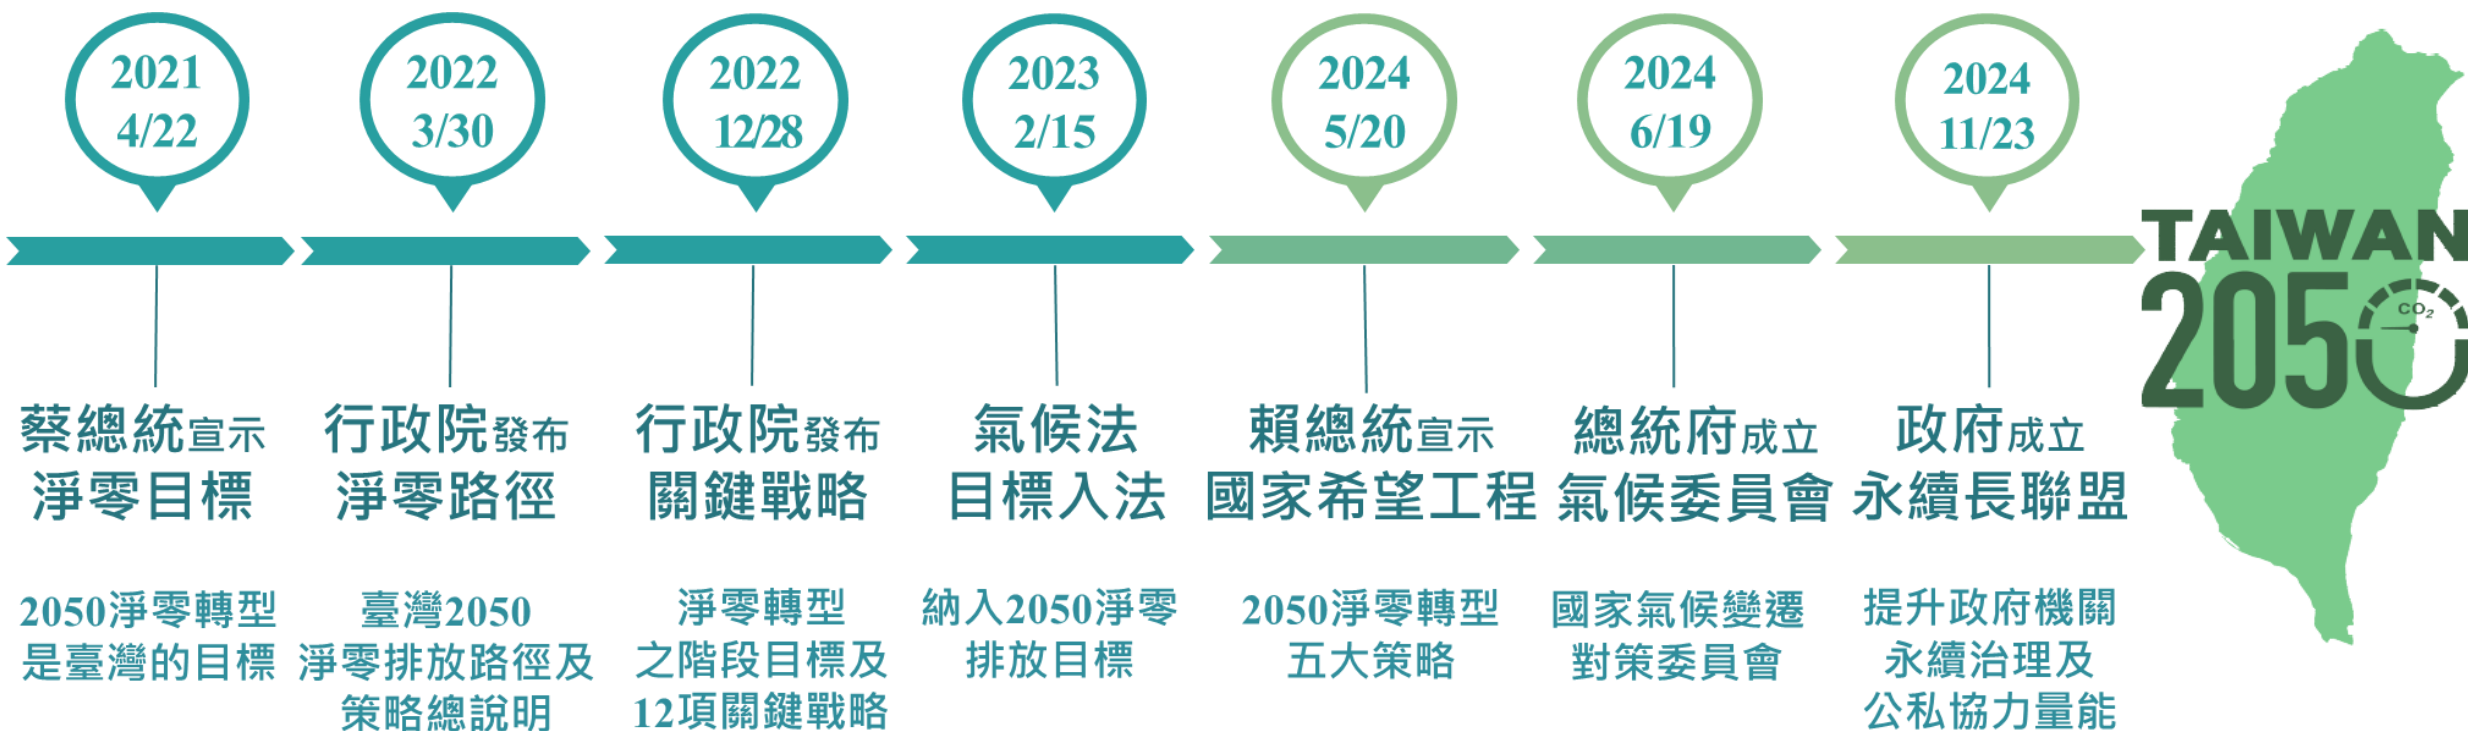 2021
4/22
2022
3/30
2022
12/28
2023
2/15
2024
5/20
2024
6/19
2024
11/23
蔡總統宣示
淨零目標
行政院發布
淨零路徑
行政院發布
關鍵戰略
氣候法
目標入法
賴總統宣示
國家希望工程
總統府成立
氣候委員會
政府成立
永續長聯盟
2050淨零轉型
是臺灣的目標
臺灣2050
淨零排放路徑及
策略總說明
淨零轉型
之階段目標及
12項關鍵戰略
納入2050淨零
排放目標
2050淨零轉型
五大策略
國家氣候變遷
對策委員會
提升政府機關
永續治理及
公私協力量能
TAIWAN
2050
CO₂